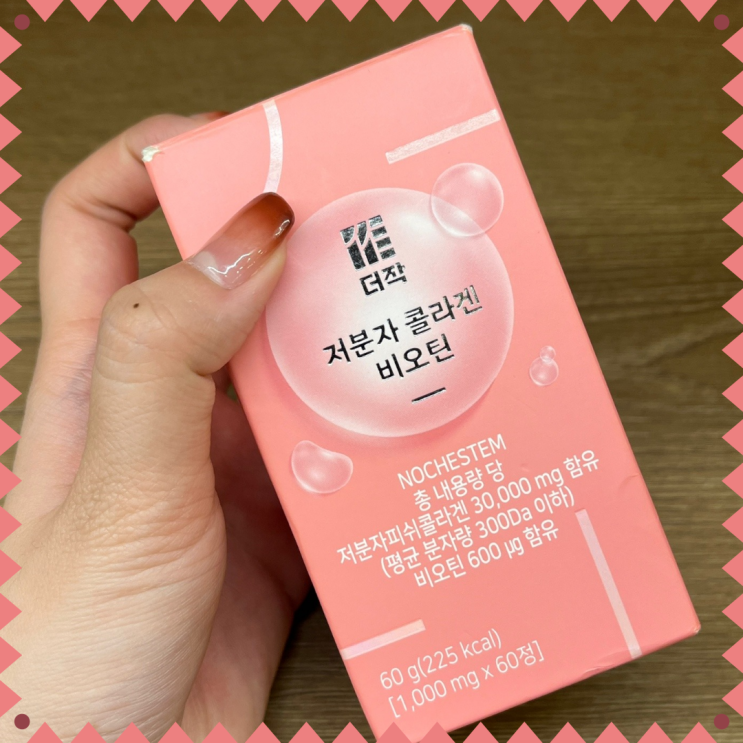 더작
저분자 콜라겐
비오틴
NOCHESTEM
총 내용량 당
저분자피쉬콜라겐 30,000 mg 함유
(평균 분자량 300Da 이하)
비오틴 600 μg 함유
60 g(225 kcal)
[1,000 mg x 60정]